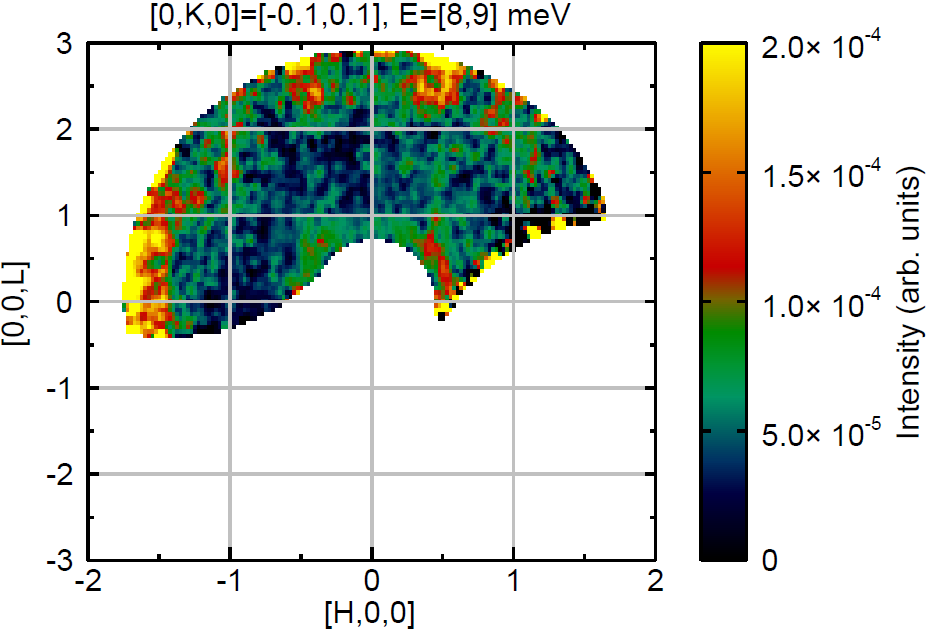 [0,K,0]=[-0.1,0.1], E=[8,9] meV
3
2
1
0
-1
-2
-3
[0,0,L]
-2 -1 0 1 2
[H,0,0]
2.0× 10-4
1.5× 10-4
1.0× 10-4
5.0× 10-5
0
Intensity (arb. units)